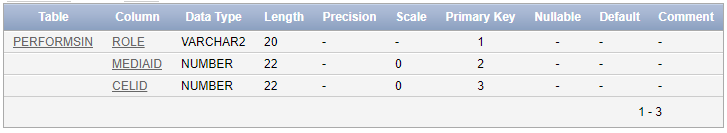 Table Column Data Type Length Precision Scale Primary Key Nullable Default Comment
PERFORMSIN ROLE VARCHAR2 20 - - 1 - - -
MEDIAID NUMBER 22 - 0 2 - - -
CELID NUMBER 22 - 0 3 - - -
1 - 3